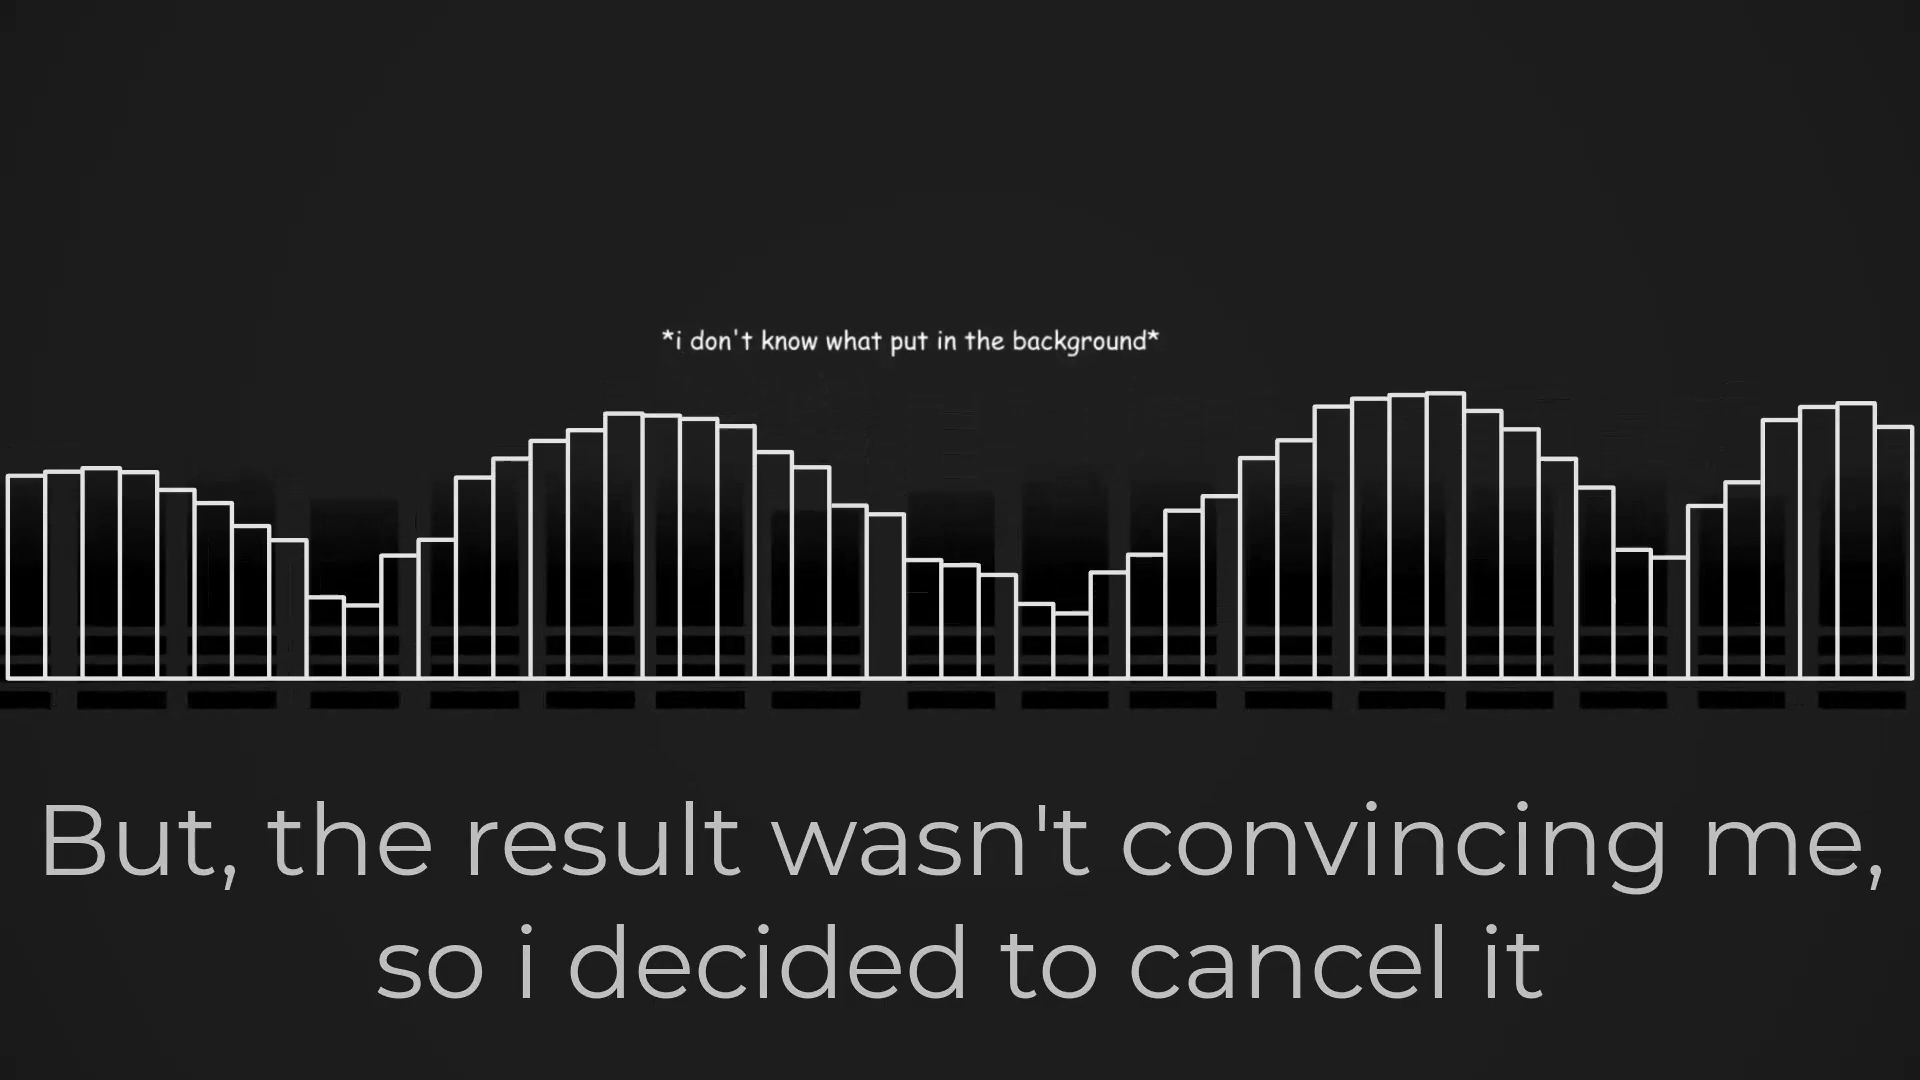 *i don't know what put in the background*
But, the result wasn't convincing me,
so i decided to cancel it